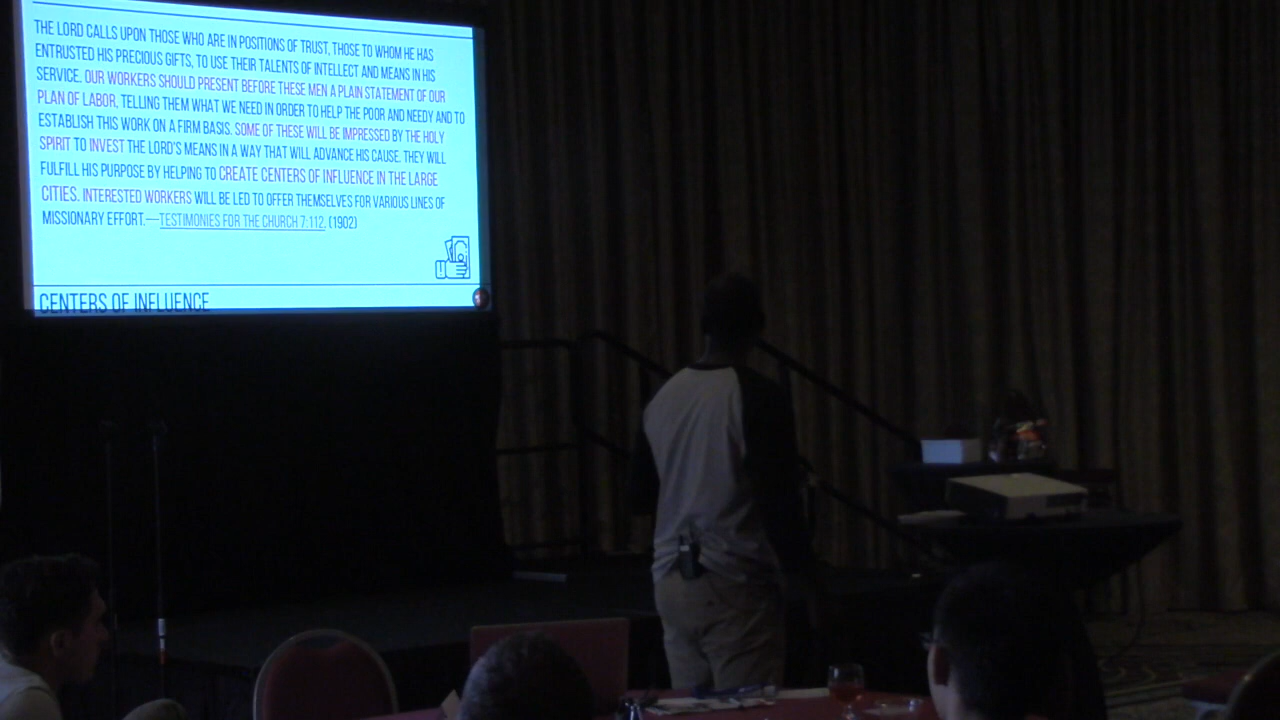 THE LORD CALLS UPON THOSE WHO ARE IN POSITIONS OF TRUST, THOSE TO WHOM HE HAS
ENTRUSTED HIS PRECIOUS GIFTS, TO USE THEIR TALENTS OF INTELLECT AND MEANS IN HIS
SERVICE. OUR WORKERS SHOULD PRESENT BEFORE THESE MEN A PLAIN STATEMENT OF OUR
PLAN OF LABOR, TELLING THEM WHAT WE NEED IN ORDER TO HELP THE POOR AND NEEDY AND TO
ESTABLISH THIS WORK ON A FIRM BASIS. SOME OF THESE WILL BE IMPRESSED BY THE HOLY
SPIRIT TO INVEST THE LORD'S MEANS IN A WAY THAT WILL ADVANCE HIS CAUSE. THEY WILL
FULFILL HIS PURPOSE BY HELPING TO CREATE CENTERS OF INFLUENCE IN THE LARGE
CITIES. INTERESTED WORKERS WILL BE LED TO OFFER THEMSELVES FOR VARIOUS LINES OF
MISSIONARY EFFORT.—TESTIMONIES FOR THE CHURCH 7:112. (1902)
CENTERS OF INFLUENCE